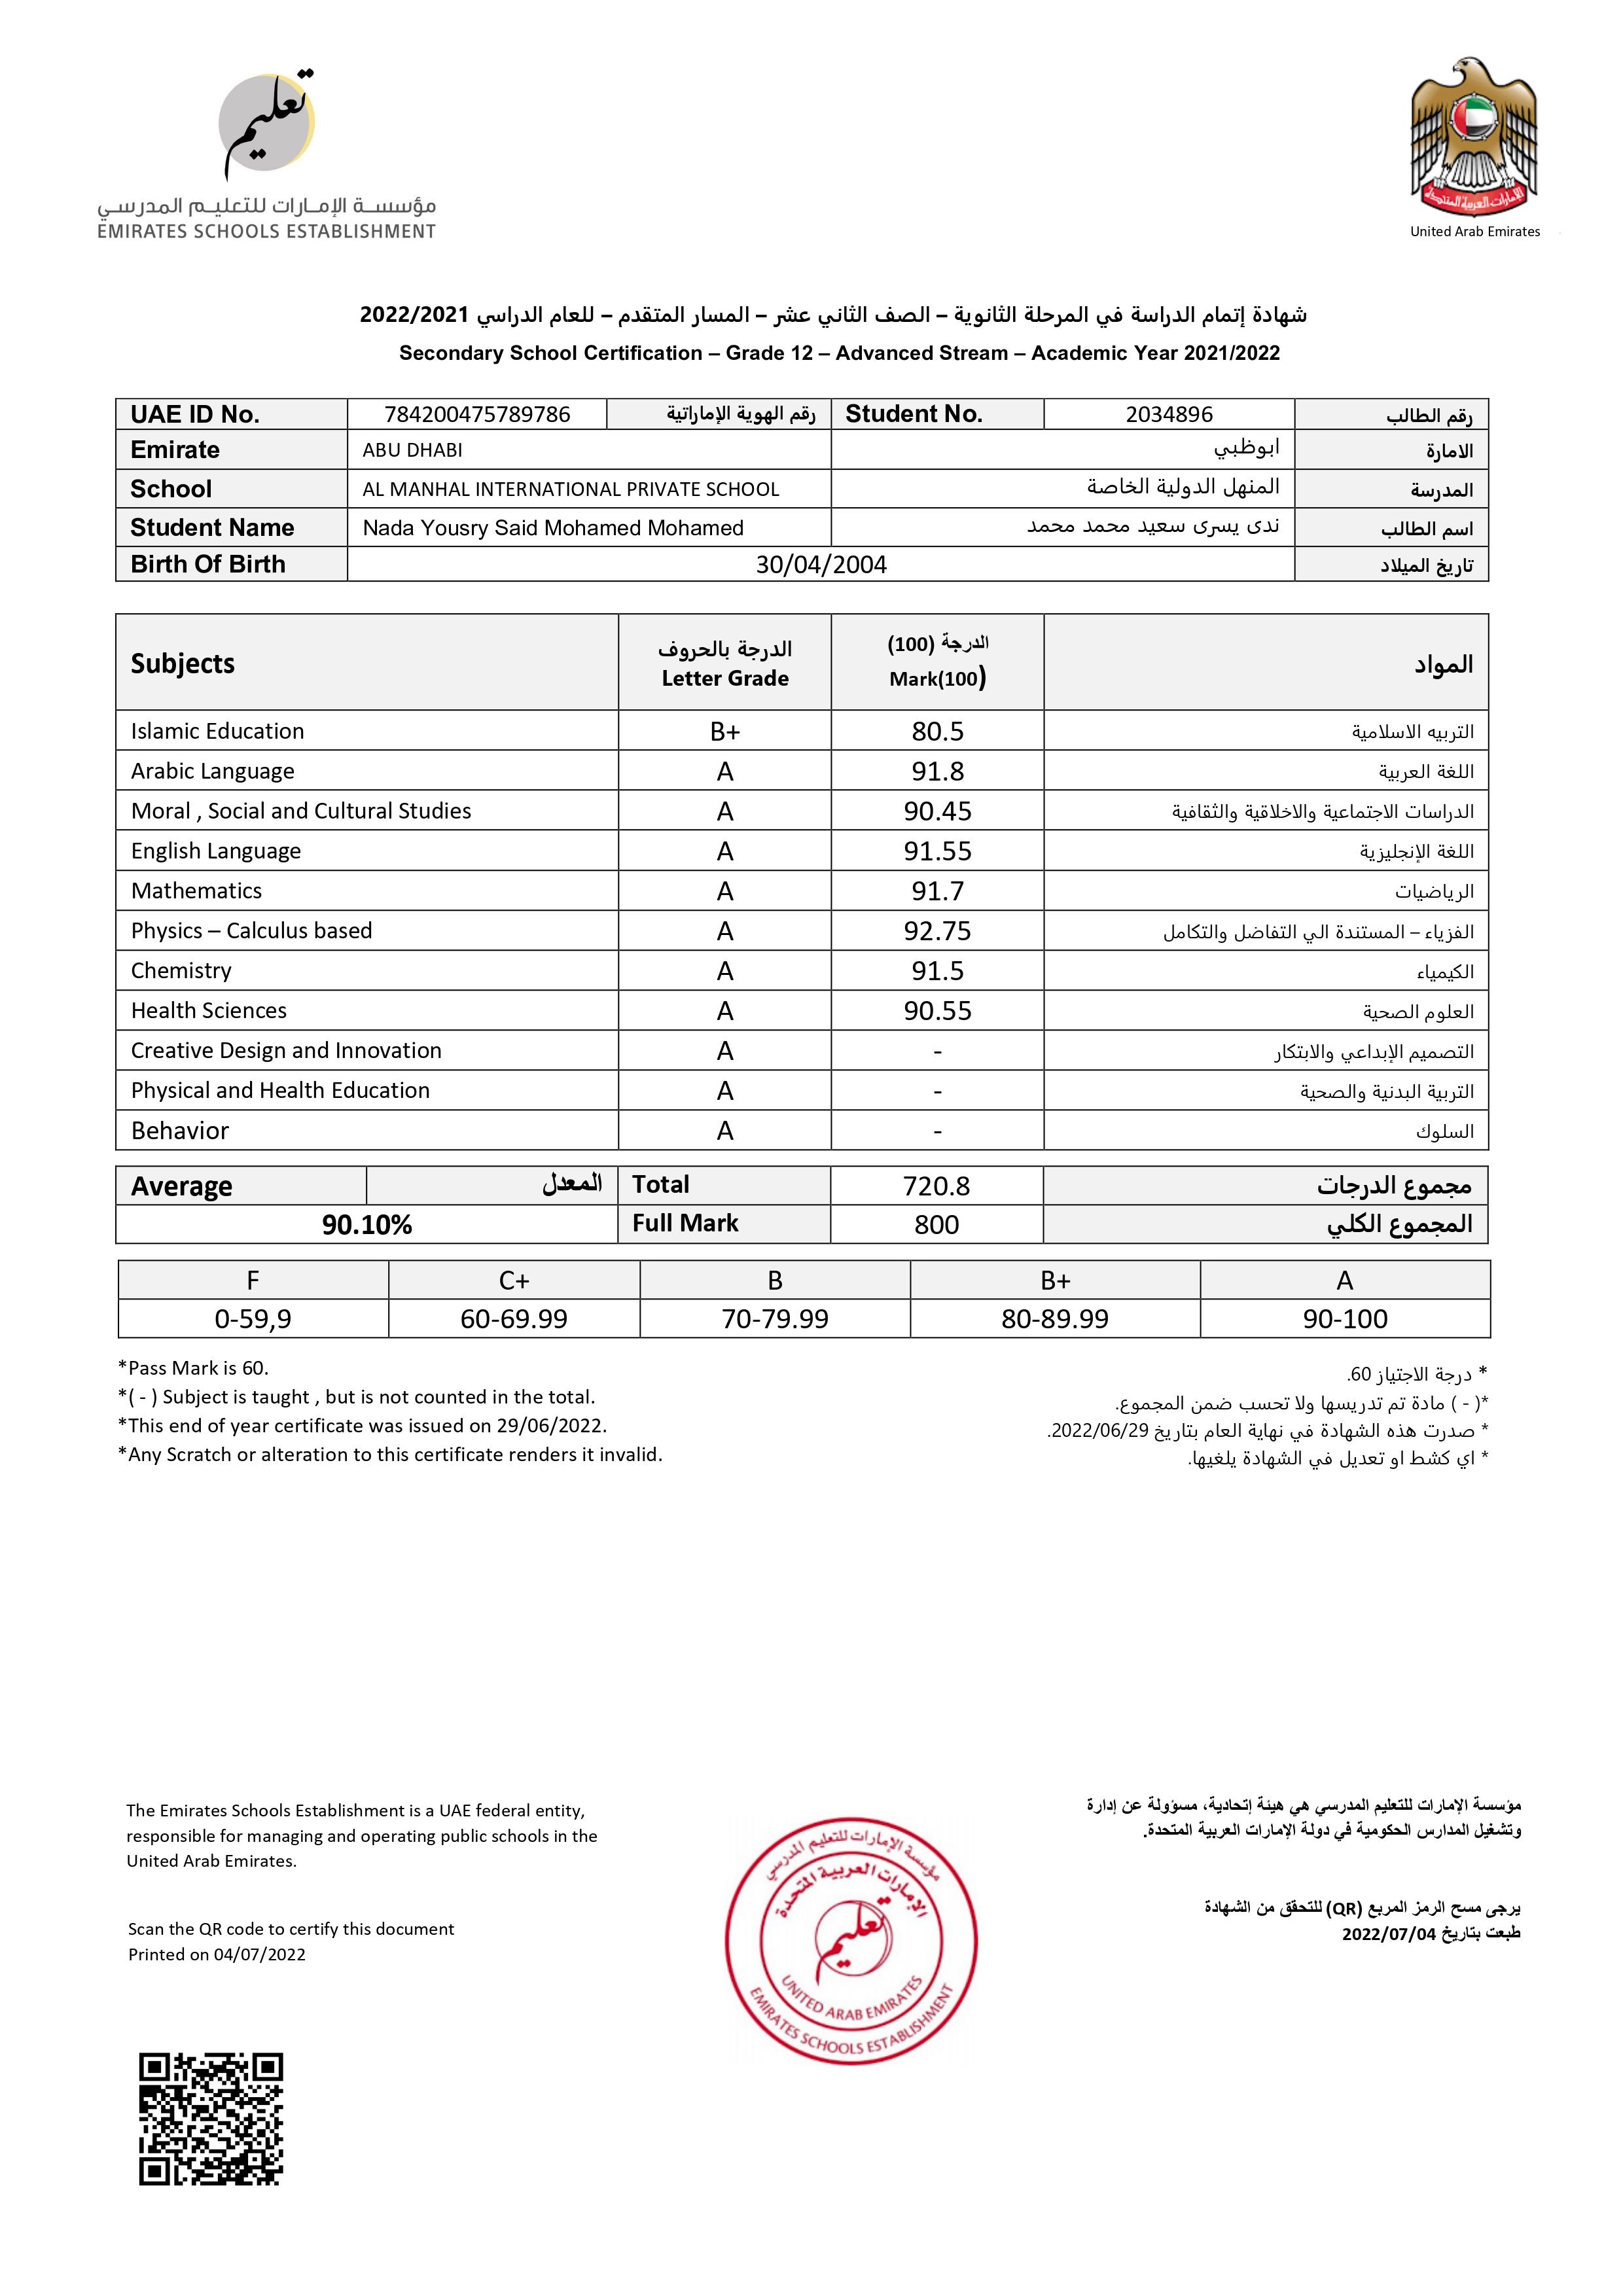 تعليم
مؤسسة الإمارات للتعليم المدرسي
EMIRATES SCHOOLS ESTABLISHMENT
الإمارات العربية المتحدة
United Arab Emirates
شهادة إتمام الدراسة في المرحلة الثانوية – الصف الثاني عشر – المسار المتقدم – للعام الدراسي 2022/2021
Secondary School Certification – Grade 12 – Advanced Stream – Academic Year 2021/2022
UAE ID No. 784200475789786 رقم الهوية الإماراتية Student No. 2034896 رقم الطالب
Emirate ABU DHABI ابوظبي الامارة
School AL MANHAL INTERNATIONAL PRIVATE SCHOOL المنهل الدولية الخاصة المدرسة
Student Name Nada Yousry Said Mohamed Mohamed ندى يسرى سعيد محمد محمد اسم الطالب
Birth Of Birth 30/04/2004 تاريخ الميلاد
Subjects الدرجة بالحروف الدرجة (100) المواد
Letter Grade Mark(100)
Islamic Education B+ 80.5 التربيه الاسلامية
Arabic Language A 91.8 اللغة العربية
Moral , Social and Cultural Studies A 90.45 الدراسات الاجتماعية والاخلاقية والثقافية
English Language A 91.55 اللغة الإنجليزية
Mathematics A 91.7 الرياضيات
Physics – Calculus based A 92.75 الفزياء – المستندة الي التفاضل والتكامل
Chemistry A 91.5 الكيمياء
Health Sciences A 90.55 العلوم الصحية
Creative Design and Innovation A - التصميم الإبداعي والابتكار
Physical and Health Education A - التربية البدنية والصحية
Behavior A - السلوك
Average المعدل Total 720.8 مجموع الدرجات
90.10% Full Mark 800 المجموع الكلي
F C+ B B+ A
0-59,9 60-69.99 70-79.99 80-89.99 90-100
*Pass Mark is 60.
*( - ) Subject is taught , but is not counted in the total.
*This end of year certificate was issued on 29/06/2022.
*Any Scratch or alteration to this certificate renders it invalid.
* درجة الاجتياز 60.
*( - ) مادة تم تدريسها ولا تحسب ضمن المجموع.
* صدرت هذه الشهادة في نهاية العام بتاريخ 2022/06/29.
* اي كشط او تعديل في الشهادة يلغيها.
The Emirates Schools Establishment is a UAE federal entity,
responsible for managing and operating public schools in the
United Arab Emirates.
مؤسسة الإمارات للتعليم المدرسي هي هيئة إتحادية، مسؤولة عن إدارة
وتشغيل المدارس الحكومية في دولة الإمارات العربية المتحدة.
Scan the QR code to certify this document
Printed on 04/07/2022
مؤسسة الإمارات للتعليم المدرسي
الإمارات العربية المتحدة
تعليم
UNITED ARAB EMIRATES
EMIRATES SCHOOLS ESTABLISHMENT
يرجى مسح الرمز المربع (QR) للتحقق من الشهادة
طبعت بتاريخ 2022/07/04